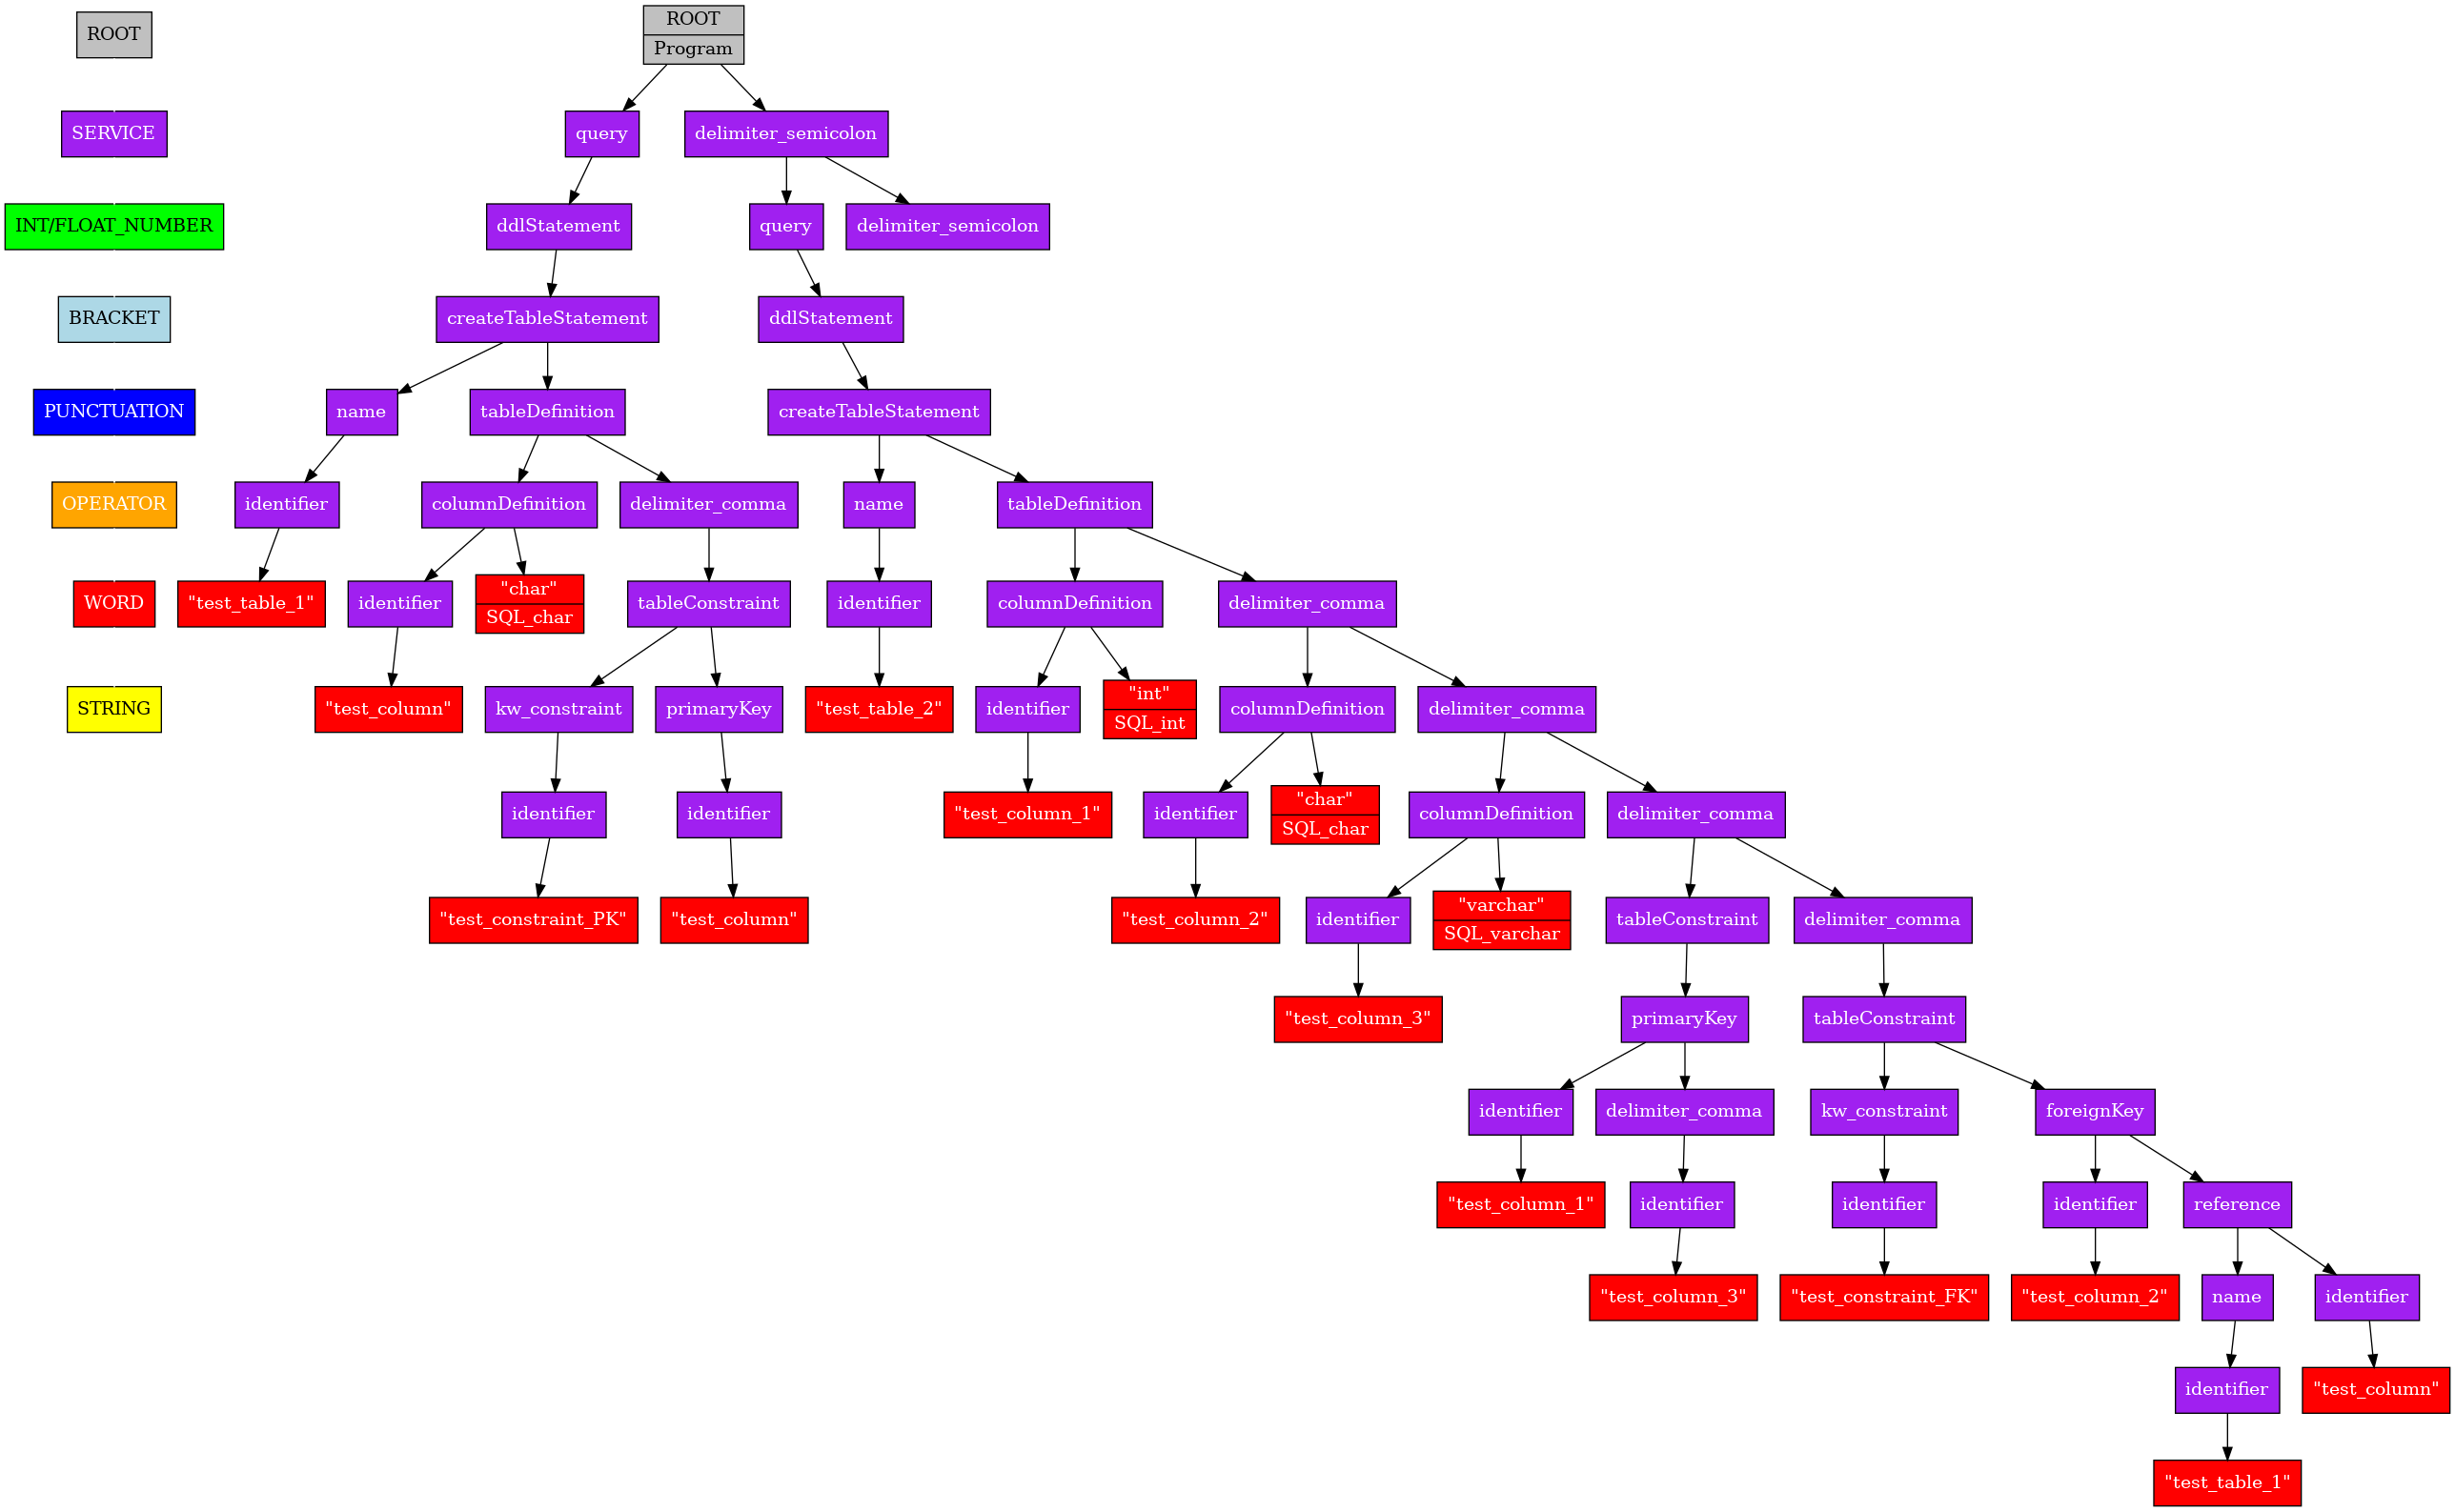 ROOT
ROOT
Program
SERVICE
query
delimiter_semicolon
INT/FLOAT_NUMBER
ddlStatement
query
delimiter_semicolon
BRACKET
createTableStatement
ddlStatement
PUNCTUATION
name
tableDefinition
createTableStatement
OPERATOR
identifier
columnDefinition
delimiter_comma
name
tableDefinition
WORD
"test_table_1"
identifier
"char"
SQL_char
tableConstraint
identifier
columnDefinition
delimiter_comma
STRING
"test_column"
kw_constraint
primaryKey
"test_table_2"
identifier
"int"
SQL_int
columnDefinition
delimiter_comma
identifier
identifier
"test_column_1"
identifier
"char"
SQL_char
columnDefinition
delimiter_comma
"test_constraint_PK"
"test_column"
"test_column_2"
identifier
"varchar"
SQL_varchar
tableConstraint
delimiter_comma
"test_column_3"
primaryKey
tableConstraint
identifier
delimiter_comma
kw_constraint
foreignKey
"test_column_1"
identifier
identifier
identifier
reference
"test_column_3"
"test_constraint_FK"
"test_column_2"
name
identifier
identifier
"test_column"
"test_table_1"